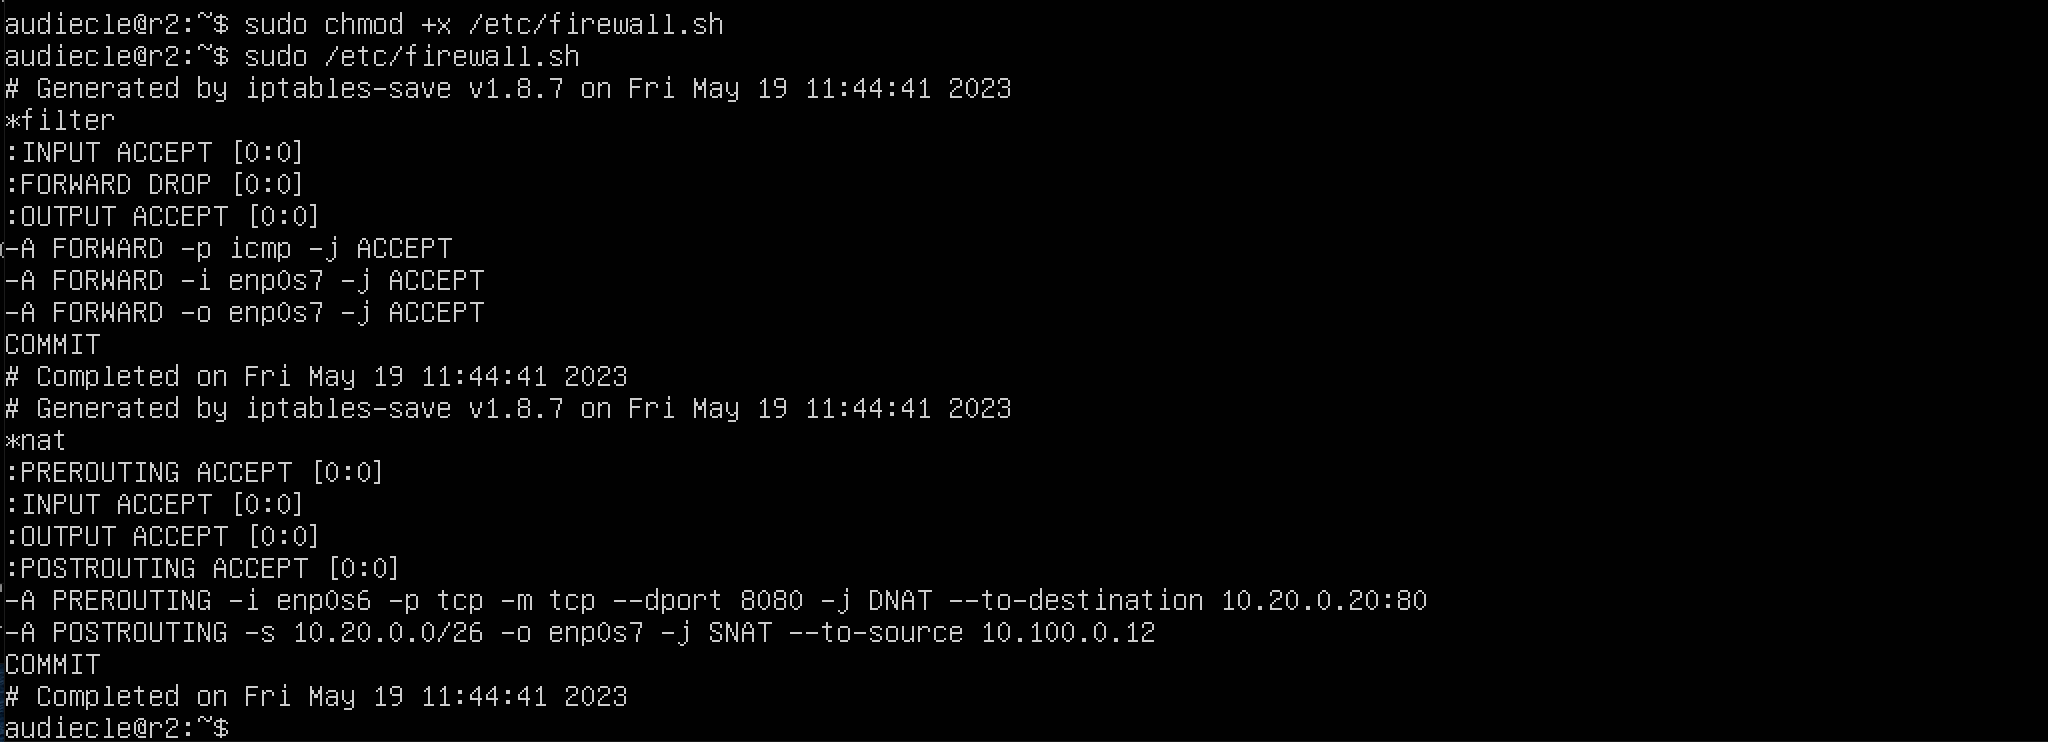 audiecle@r2:~$ sudo chmod +x /etc/firewall.sh
audiecle@r2:~$ sudo /etc/firewall.sh
# Generated by iptables-save v1.8.7 on Fri May 19 11:44:41 2023
*filter
:INPUT ACCEPT [0:0]
:FORWARD DROP [0:0]
:OUTPUT ACCEPT [0:0]
-A FORWARD -p icmp -j ACCEPT
-A FORWARD -i enp0s7 -j ACCEPT
-A FORWARD -o enp0s7 -j ACCEPT
COMMIT
# Completed on Fri May 19 11:44:41 2023
# Generated by iptables-save v1.8.7 on Fri May 19 11:44:41 2023
*nat
:PREROUTING ACCEPT [0:0]
:INPUT ACCEPT [0:0]
:OUTPUT ACCEPT [0:0]
:POSTROUTING ACCEPT [0:0]
-A PREROUTING -i enp0s6 -p tcp -m tcp --dport 8080 -j DNAT --to-destination 10.20.0.20:80
-A POSTROUTING -s 10.20.0.0/26 -o enp0s7 -j SNAT --to-source 10.100.0.12
COMMIT
# Completed on Fri May 19 11:44:41 2023
audiecle@r2:~$